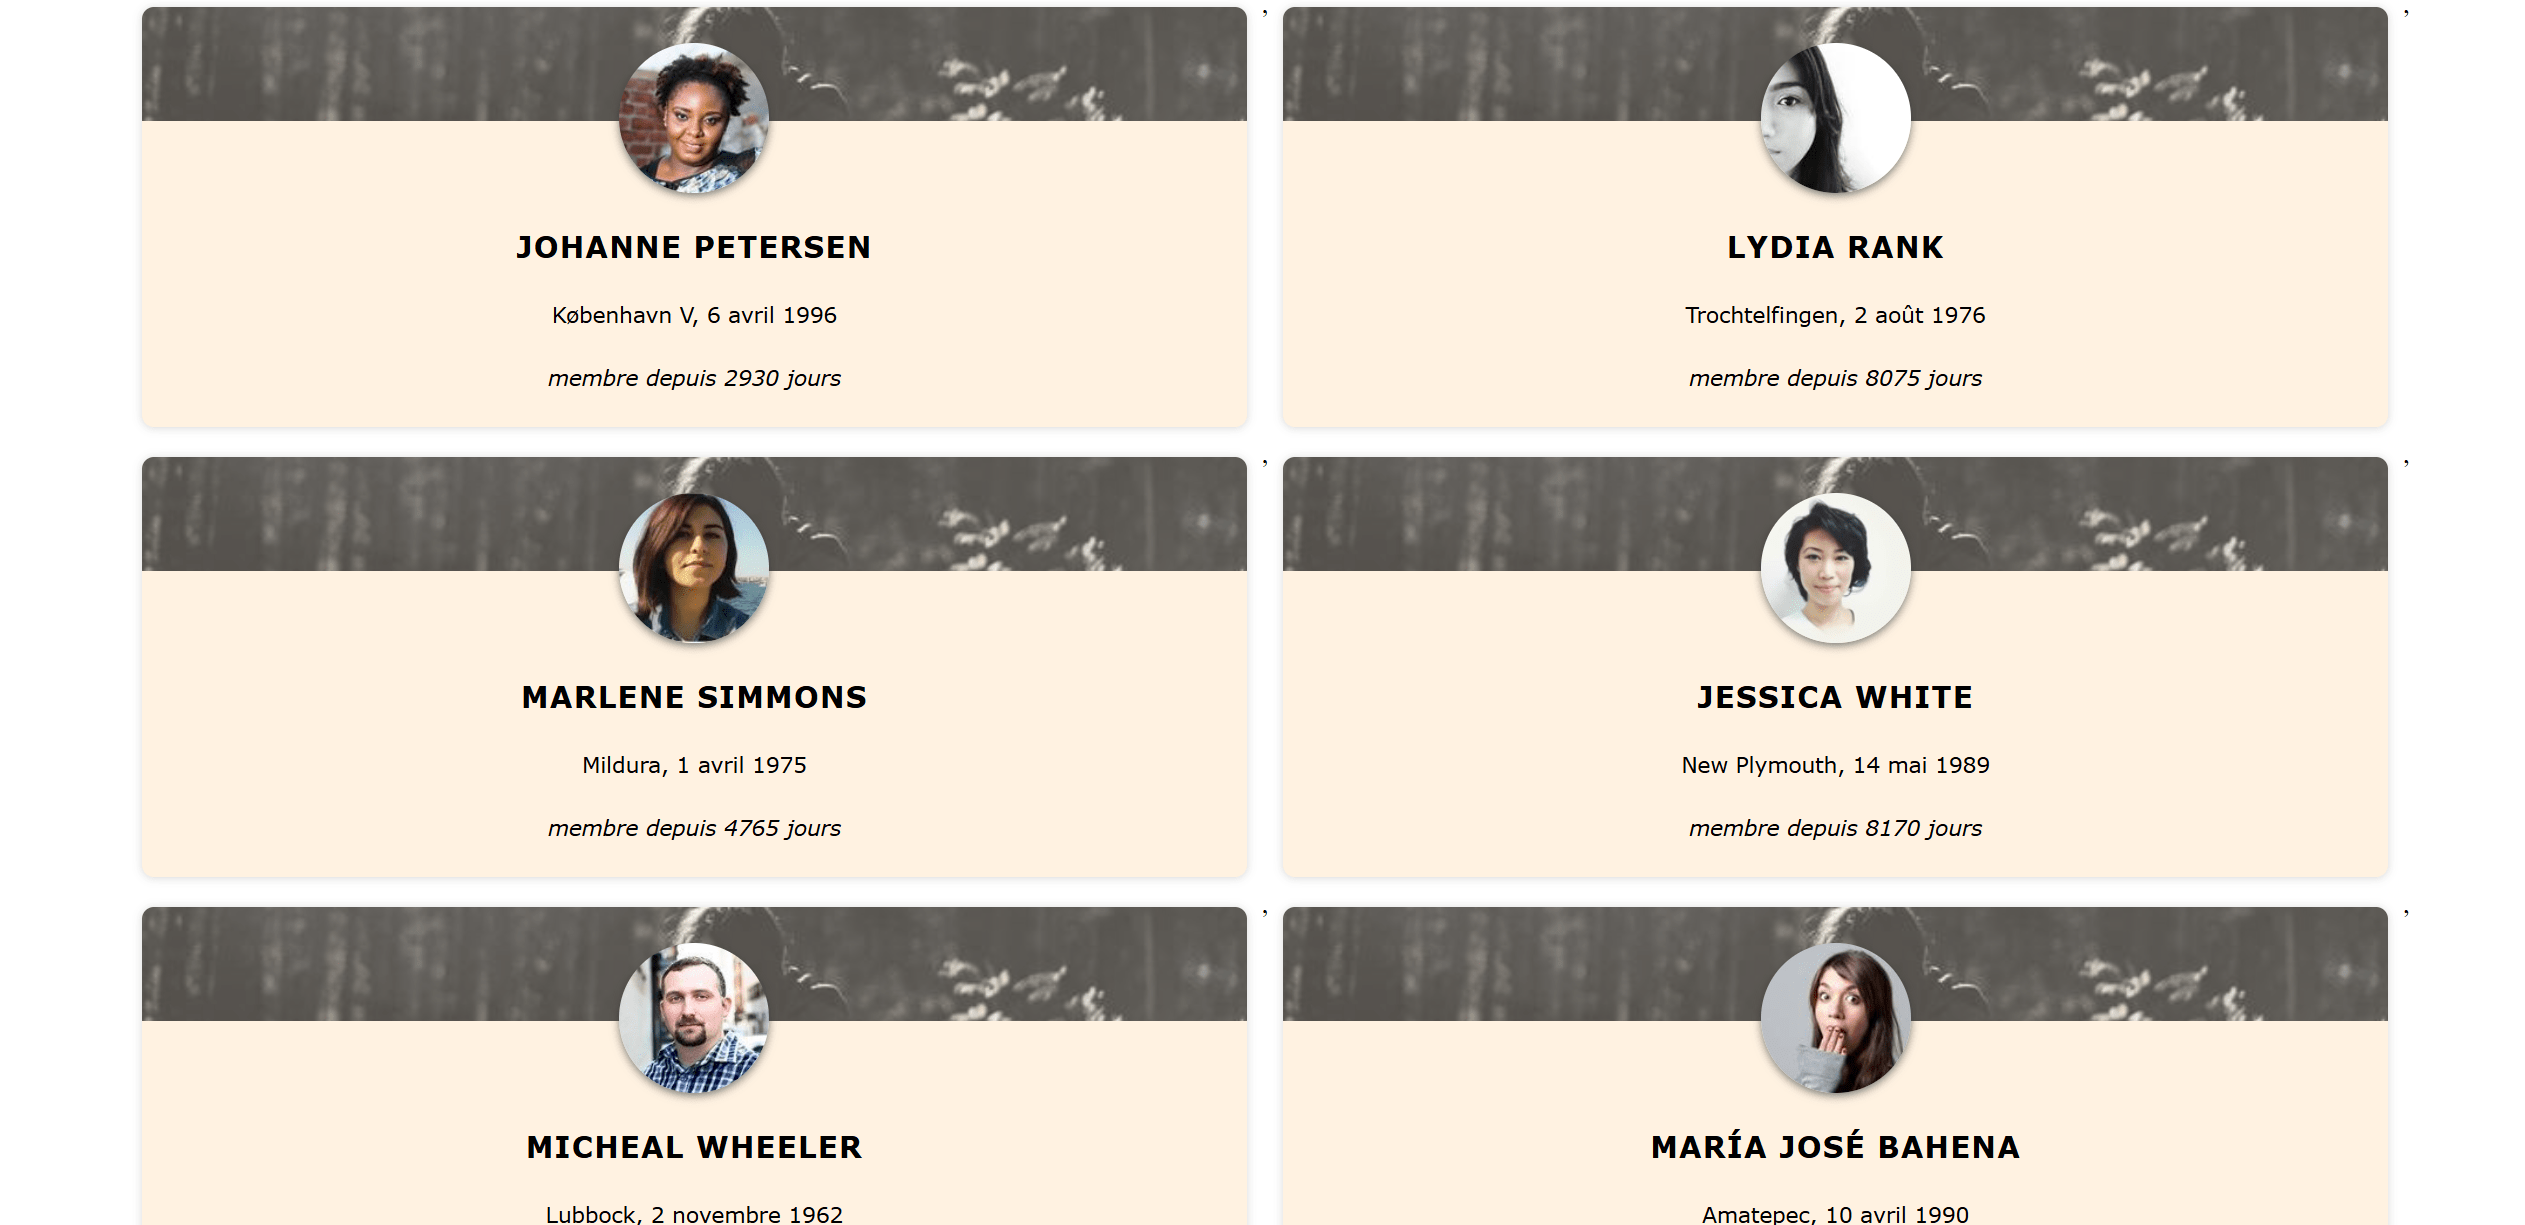 ,
,
JOHANNE PETERSEN
LYDIA RANK
København V, 6 avril 1996
Trochtelfingen, 2 août 1976
membre depuis 2930 jours
membre depuis 8075 jours
,
,
MARLENE SIMMONS
JESSICA WHITE
Mildura, 1 avril 1975
New Plymouth, 14 mai 1989
membre depuis 4765 jours
membre depuis 8170 jours
,
,
MICHEAL WHEELER
MARÍA JOSÉ BAHENA
Lubbock, 2 novembre 1962
Amatepec, 10 avril 1990